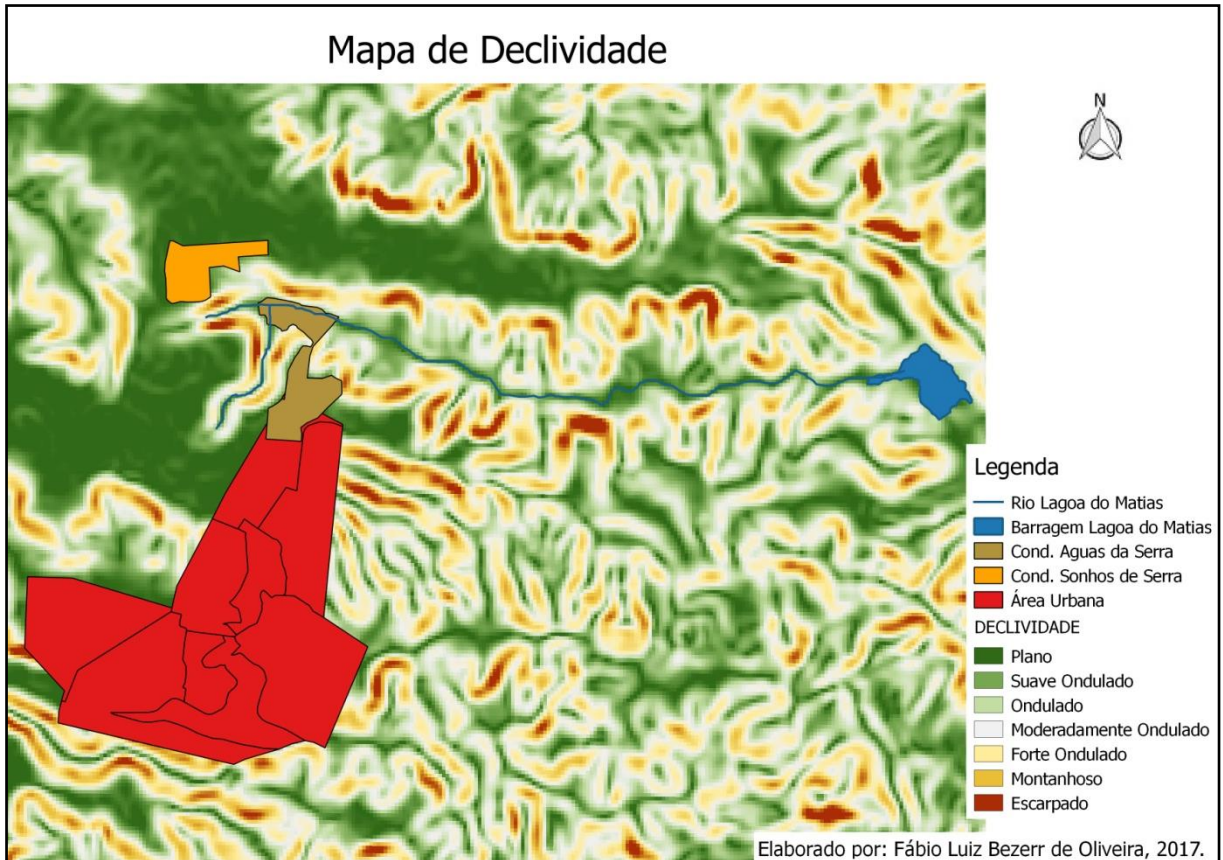 Mapa de Declividade
N
Legenda
Rio Lagoa do Matias
Barragem Lagoa do Matias
Cond. Aguas da Serra
Cond. Sonhos de Serra
Área Urbana
DECLIVIDADE
Plano
Suave Ondulado
Ondulado
Moderadamente Ondulado
Forte Ondulado
Montanhoso
Escarpado
Elaborado por: Fábio Luiz Bezerr de Oliveira, 2017.